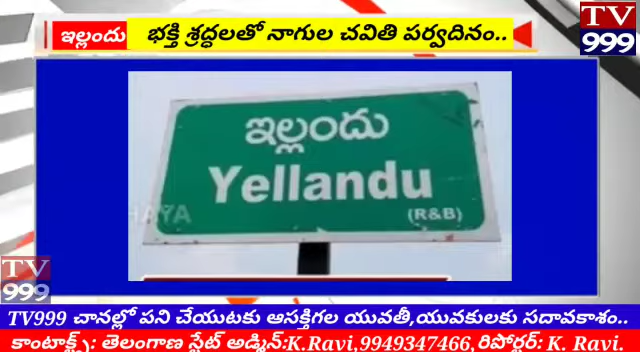 ఇల్లందు
భక్తి శ్రద్ధలతో నాగుల చవితి పర్వదినం..
TV
999
ఇల్లందు
Yellandu
(R&B)
HAYA
TV
999
TV999 చానల్లో పని చేయుటకు ఆసక్తిగల యువతీ,యువకులకు సదావకాశం..
కాంటాక్ట్స్: తెలంగాణ స్టేట్ అడ్మిన్:K.Ravi,9949347466,రిపోర్టర్: K. Ravi.